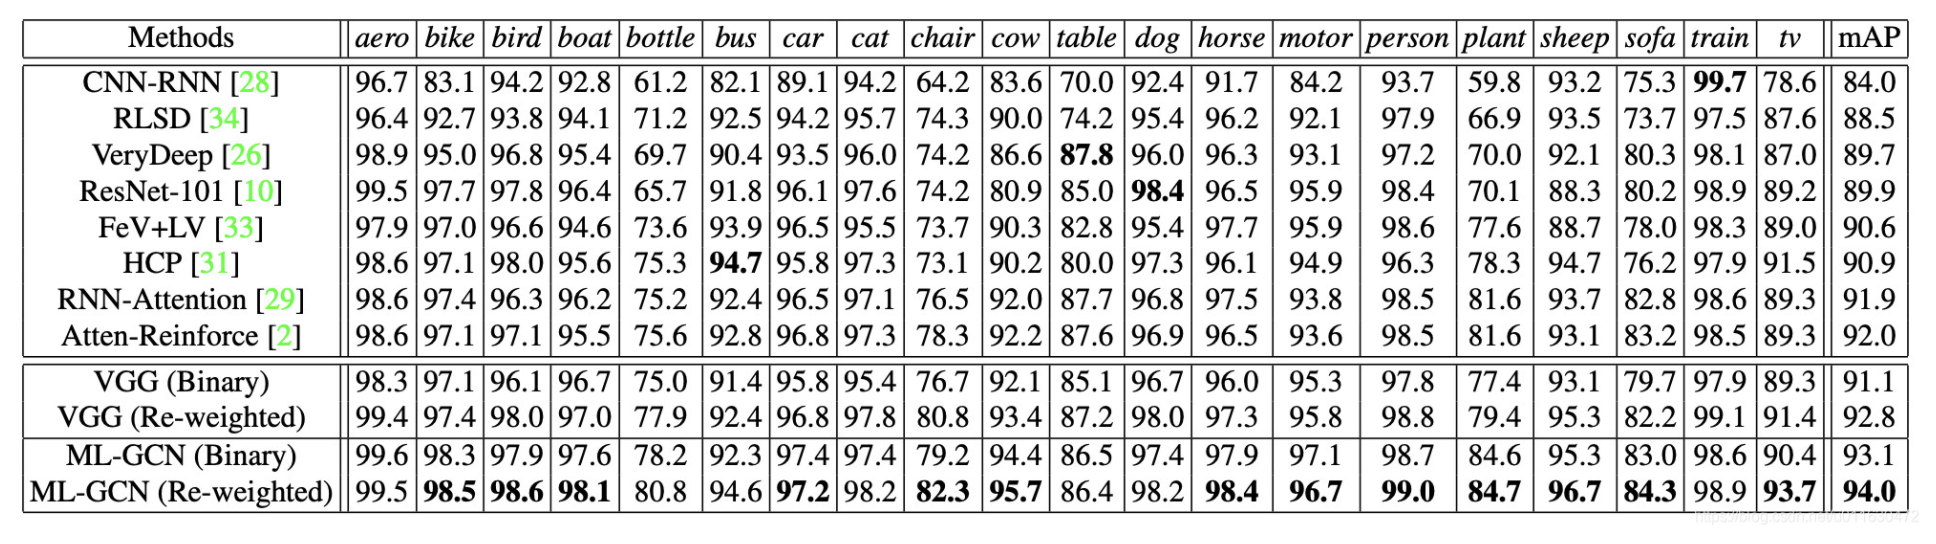 Methods aero bike bird boat bottle bus car cat chair cow table dog horse motor person plant sheep sofa train tv mAP
CNN-RNN [28] 96.7 83.1 94.2 92.8 61.2 82.1 89.1 94.2 64.2 83.6 70.0 92.4 91.7 84.2 93.7 59.8 93.2 75.3 99.7 78.6 84.0
RLSD [34] 96.4 92.7 93.8 94.1 71.2 92.5 94.2 95.7 74.3 90.0 74.2 95.4 96.2 92.1 97.9 66.9 93.5 73.7 97.5 87.6 88.5
VeryDeep [26] 98.9 95.0 96.8 95.4 69.7 90.4 93.5 96.0 74.2 86.6 87.8 96.0 96.3 93.1 97.2 70.0 92.1 80.3 98.1 87.0 89.7
ResNet-101 [10] 99.5 97.7 97.8 96.4 65.7 91.8 96.1 97.6 74.2 80.9 85.0 98.4 96.5 95.9 98.4 70.1 88.3 80.2 98.9 89.2 89.9
FeV+LV [33] 97.9 97.0 96.6 94.6 73.6 93.9 96.5 95.5 73.7 90.3 82.8 95.4 97.7 95.9 98.6 77.6 88.7 78.0 98.3 89.0 90.6
HCP [31] 98.6 97.1 98.0 95.6 75.3 94.7 95.8 97.3 73.1 90.2 80.0 97.3 96.1 94.9 96.3 78.3 94.7 76.2 97.9 91.5 90.9
RNN-Attention [29] 98.6 97.4 96.3 96.2 75.2 92.4 96.5 97.1 76.5 92.0 87.7 96.8 97.5 93.8 98.5 81.6 93.7 82.8 98.6 89.3 91.9
Atten-Reinforce [2] 98.6 97.1 97.1 95.5 75.6 92.8 96.8 97.3 78.3 92.2 87.6 96.9 96.5 93.6 98.5 81.6 93.1 83.2 98.5 89.3 92.0
VGG (Binary) 98.3 97.1 96.1 96.7 75.0 91.4 95.8 95.4 76.7 92.1 85.1 96.7 96.0 95.3 97.8 77.4 93.1 79.7 97.9 89.3 91.1
VGG (Re-weighted) 99.4 97.4 98.0 97.0 77.9 92.4 96.8 97.8 80.8 93.4 87.2 98.0 97.3 95.8 98.8 79.4 95.3 82.2 99.1 91.4 92.8
ML-GCN (Binary) 99.6 98.3 97.9 97.6 78.2 92.3 97.4 97.4 79.2 94.4 86.5 97.4 97.9 97.1 98.7 84.6 95.3 83.0 98.6 90.4 93.1
ML-GCN (Re-weighted) 99.5 98.5 98.6 98.1 80.8 94.6 97.2 98.2 82.3 95.7 86.4 98.2 98.4 96.7 99.0 84.7 96.7 84.3 98.9 93.7 94.0